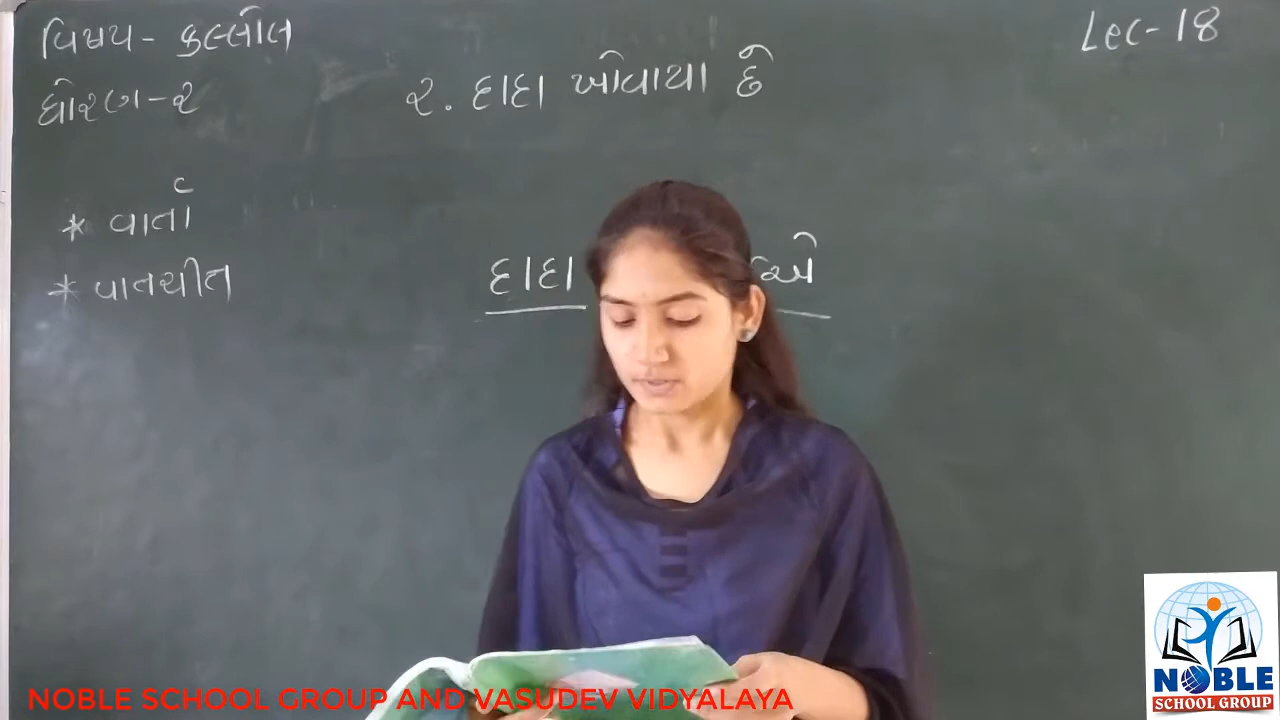 વિષય - કલ્લોલ
Lec-18
ધોરણ-૨
૨. દાદા ખોવાયા છે
* વાર્તા
* વાતચીત
દાદા
NOBLE SCHOOL GROUP AND VASUDEV VIDYALAYA
NOBLE
SCHOOL GROUP